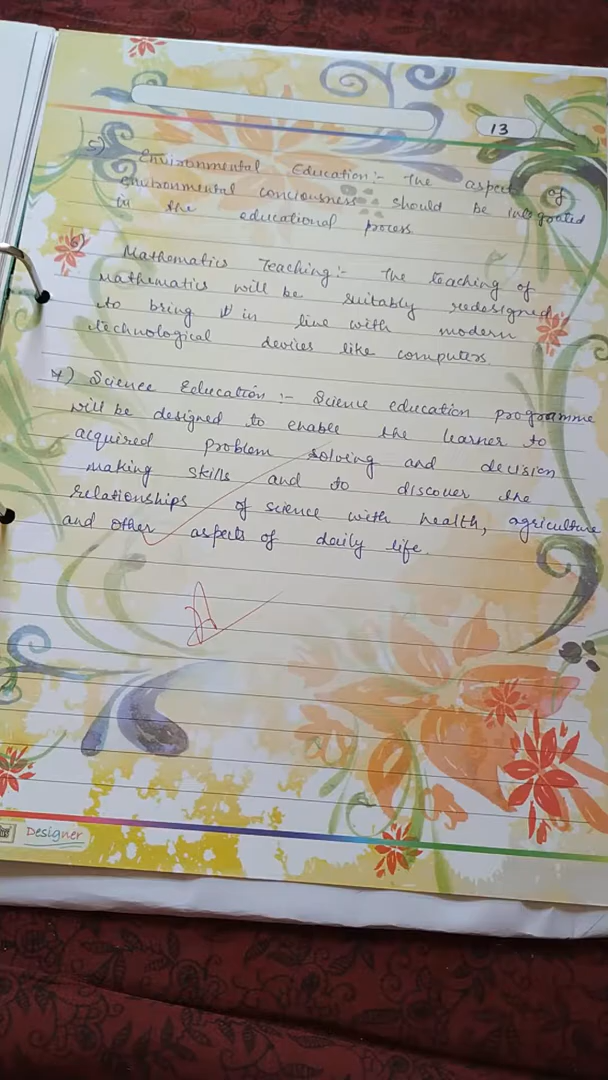 13
5) Environmental Education:- The aspect of
environmental conciousness should be integrated
in the educational process
6)
Mathematics Teaching:- The teaching of
mathematics will be suitably redesigned
to bring it in line with modern
technological devices like computers.
7) Science Education:- Science education programme
will be designed to enable the learner to
acquired problem solving and decision
making skills and to discover the
relationships of science with health, agriculture
and other aspects of daily life.
Designer